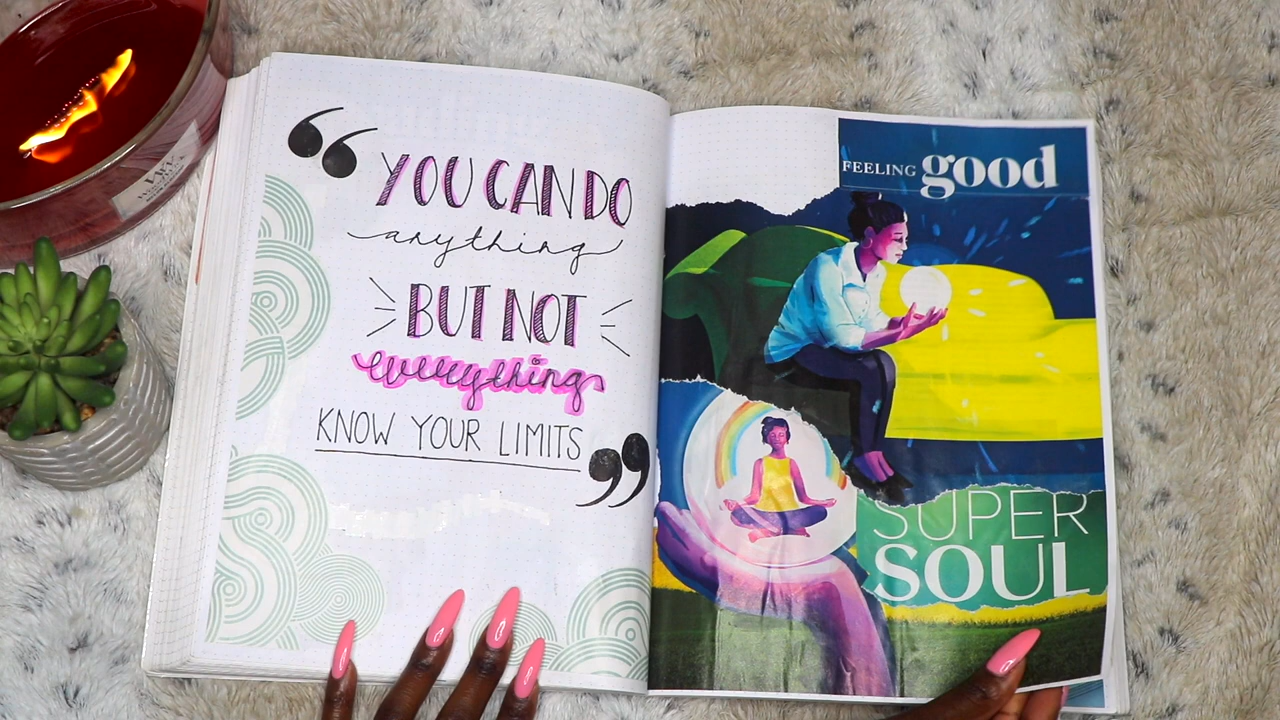 “YOU CAN DO
anything
BUT NOT
everything
KNOW YOUR LIMITS”
FEELING good
SUPER
SOUL